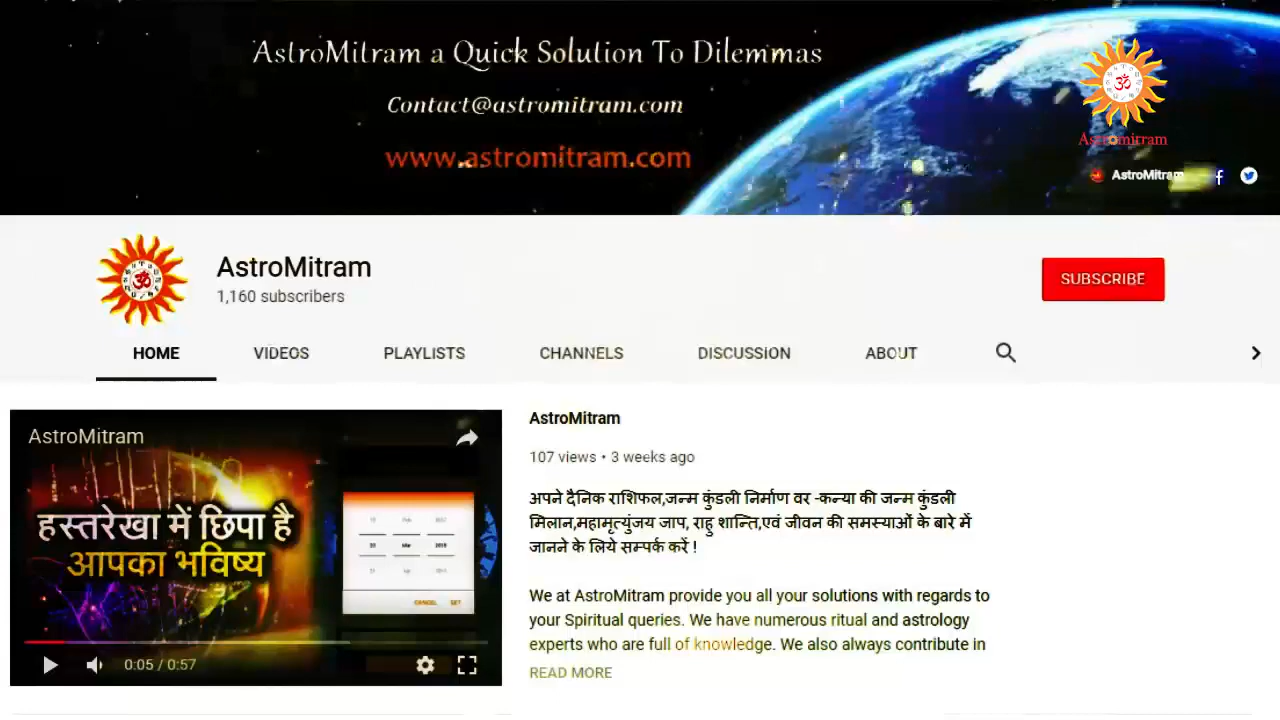 AstroMitram a Quick Solution To Dilemmas
Contact@astromitram.com
www.astromitram.com
Astromitram
AstroMitram
AstroMitram
1,160 subscribers
SUBSCRIBE
HOME VIDEOS PLAYLISTS CHANNELS DISCUSSION ABOUT
AstroMitram
हस्तरेखा में छिपा है
आपका भविष्य
CANCEL SET
0:05 / 0:57
AstroMitram
107 views • 3 weeks ago
अपने दैनिक राशिफल,जन्म कुंडली निर्माण वर -कन्या की जन्म कुंडली
मिलान,महामृत्युंजय जाप, राहु शान्ति,एवं जीवन की समस्याओं के बारे में
जानने के लिये सम्पर्क करें !
We at AstroMitram provide you all your solutions with regards to
your Spiritual queries. We have numerous ritual and astrology
experts who are full of knowledge. We also always contribute in
READ MORE